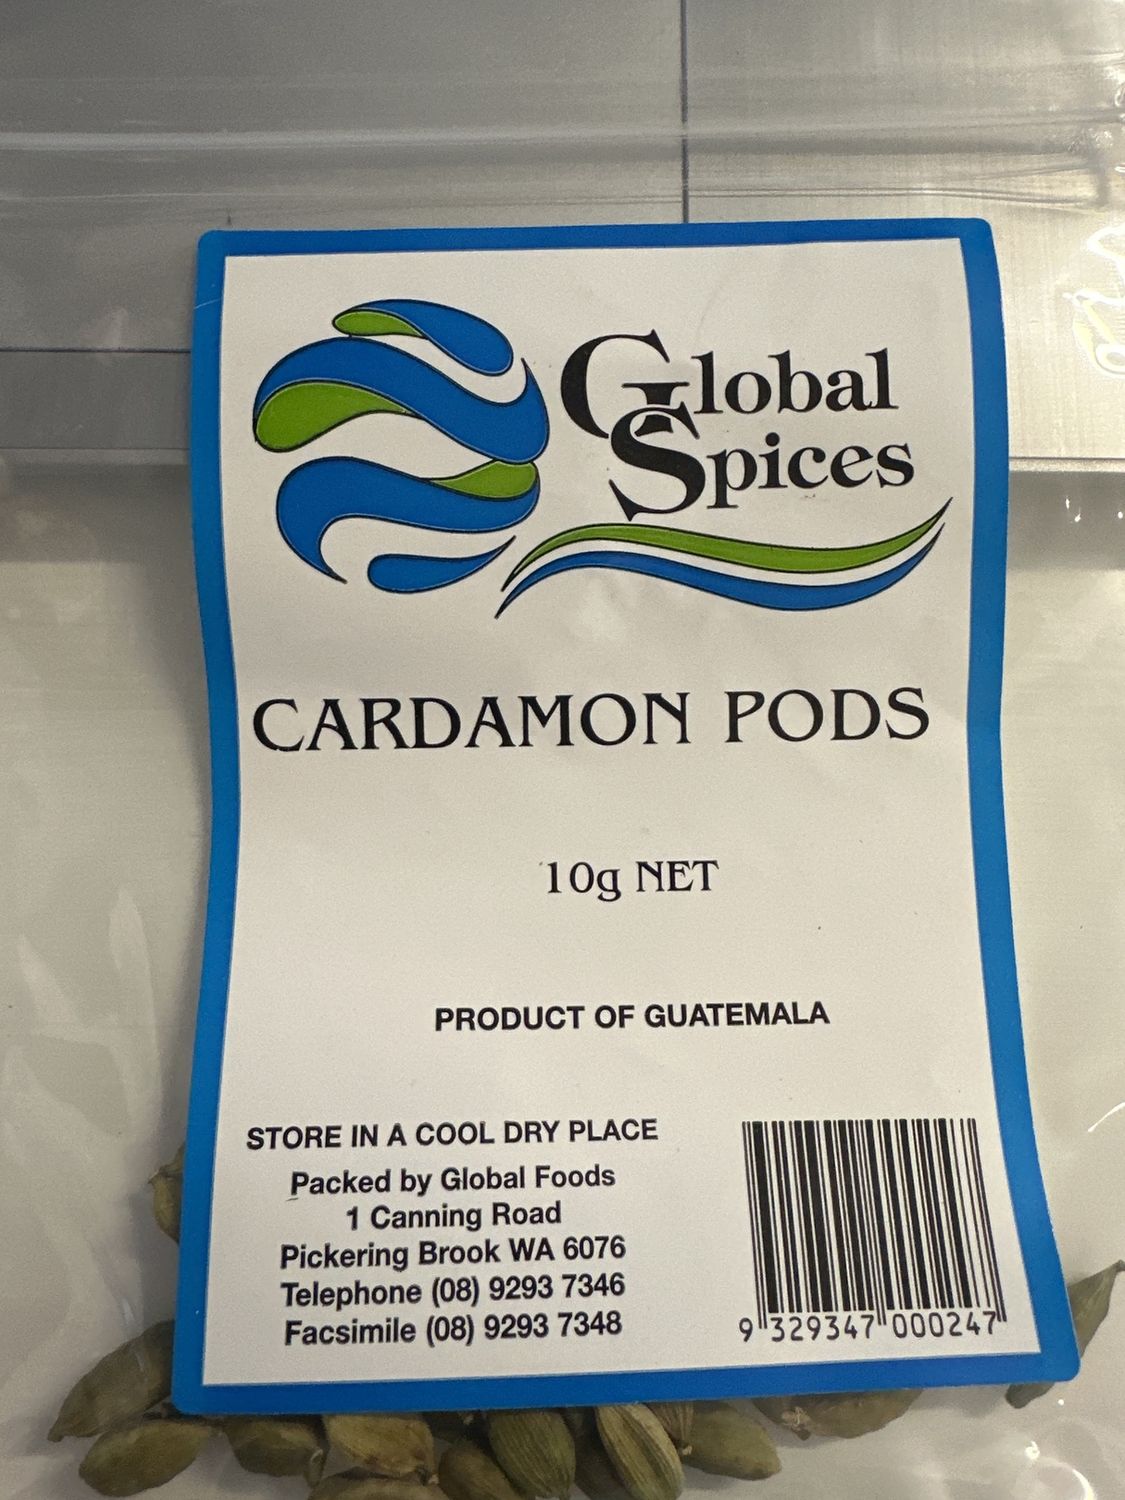 Global
Spices
CARDAMON PODS
10g NET
PRODUCT OF GUATEMALA
STORE IN A COOL DRY PLACE
Packed by Global Foods
1 Canning Road
Pickering Brook WA 6076
Telephone (08) 9293 7346
Facsimile (08) 9293 7348
9 329347 000247